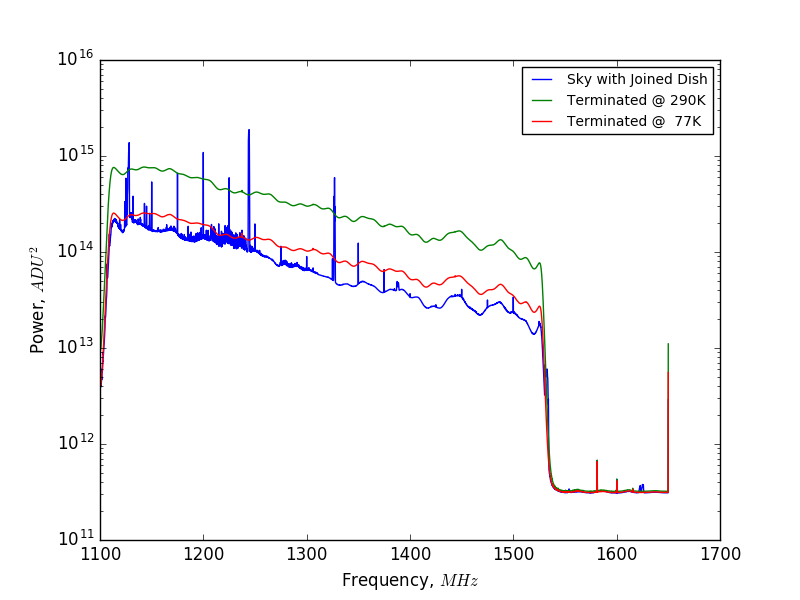 10^16
10^15
10^14
10^13
10^12
10^11
Power, ADU^2
Sky with Joined Dish
Terminated @ 290K
Terminated @  77K
1100 1200 1300 1400 1500 1600 1700
Frequency, MHz